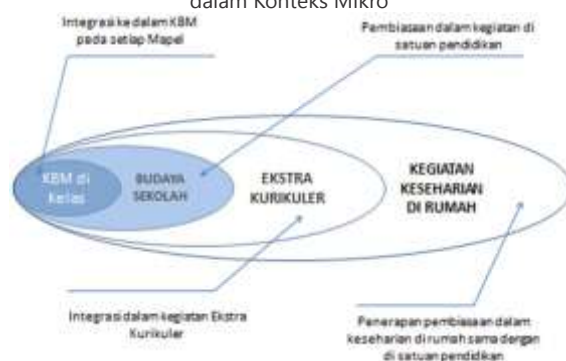 dalam Konteks Mikro
Integrasi ke dalam KBM
pada setiap Mapel
Pembiasaan dalam kegiatan di
satuan pendidikan
KBM di
Kelas
BUDAYA
SEKOLAH
EKSTRA
KURIKULER
KEGIATAN
KESEHARIAN
DI RUMAH
Integrasi dalam kegiatan Ekstra
Kurikuler
Penerapan pembiasaan dalam
keseharian di rumah sama dengan
di satuan pendidikan